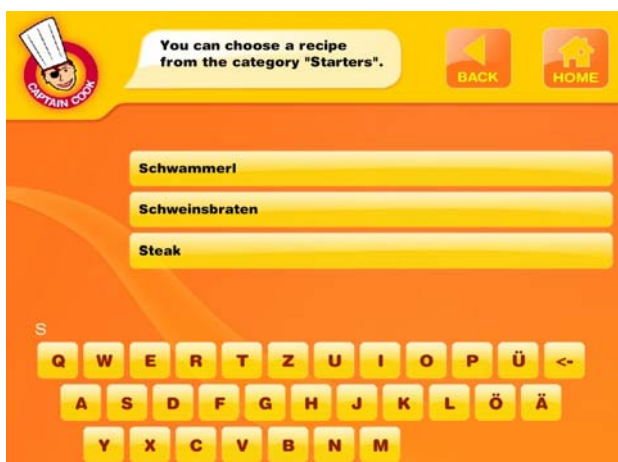 You can choose a recipe
from the category "Starters".
BACK
HOME
CAPTAIN COOK
Schwammerl
Schweinsbraten
Steak
S
Q W E R T Z U I O P Ü <-
A S D F G H J K L Ö Ä
Y X C V B N M